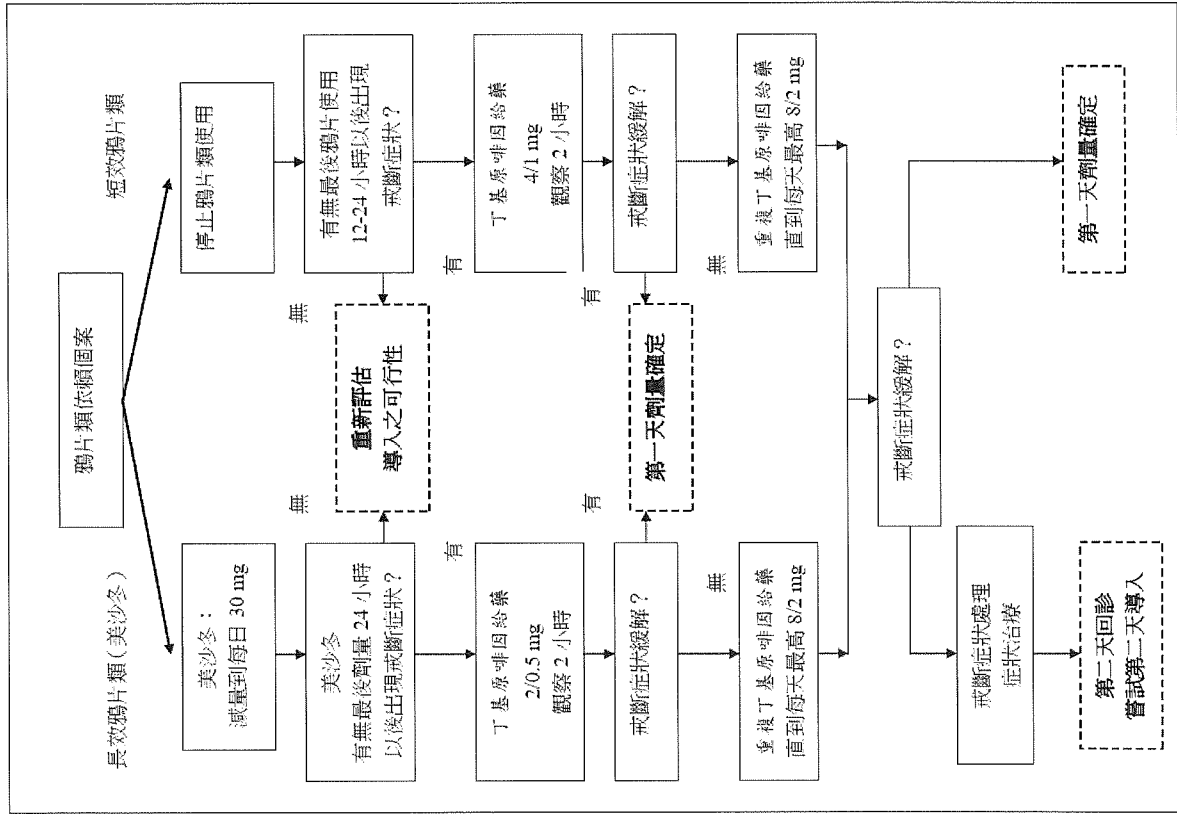 鴉片類依賴個案
長效鴉片類（美沙冬）
短效鴉片類
美沙冬：
減量到每日 30 mg
停止鴉片類使用
美沙冬
有無最後劑量 24 小時
以後出現戒斷症狀？
有無最後鴉片使用
12-24 小時以後出現
戒斷症狀？
無
無
重新評估
導入之可行性
有
有
丁基原啡因給藥
2/0.5 mg
觀察 2 小時
丁基原啡因給藥
4/1 mg
觀察 2 小時
戒斷症狀緩解？
戒斷症狀緩解？
有
有
第一天劑量確定
無
無
重複丁基原啡因給藥
直到每天最高 8/2 mg
重複丁基原啡因給藥
直到每天最高 8/2 mg
戒斷症狀緩解？
戒斷症狀處理
症狀治療
第二天回診
嘗試第二天導入
第一天劑量確定